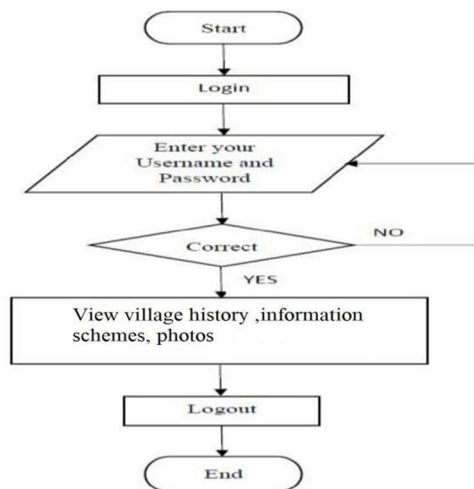 Start
Login
Enter your
Username and
Password
Correct
NO
YES
View village history ,information
schemes, photos
Logout
End